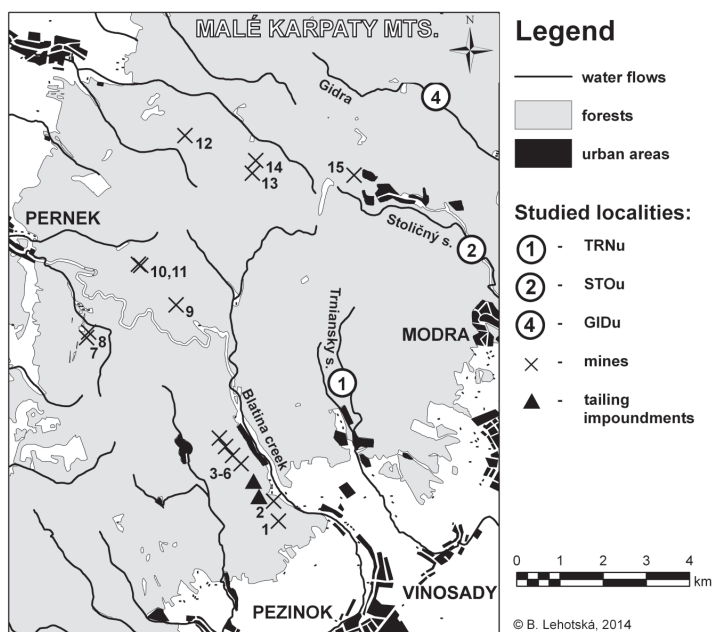 MALÉ KARPATY MTS.
N
Gidra
4
12
14
13
15
PERNEK
Stoličný s.
2
10,11
9
Trniansky s.
MODRA
8
7
1
Blatina creek
3-6
2
1
VINOSADY
PEZINOK
Legend
water flows
forests
urban areas
Studied localities:
1 - TRNu
2 - STOu
4 - GIDu
- mines
- tailing
impoundments
0 1 2 3 4
km
© B. Lehotská, 2014